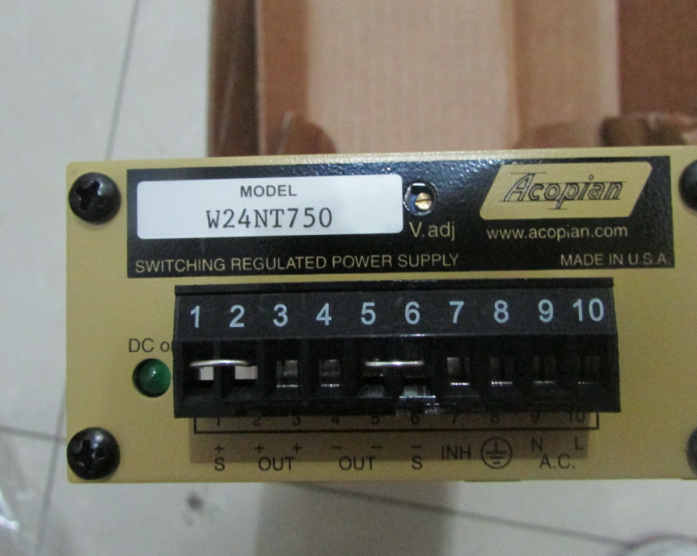 MODEL
W24NT750
V.adj
Acopian
www.acopian.com
SWITCHING REGULATED POWER SUPPLY
MADE IN U.S.A.
1 2 3 4 5 6 7 8 9 10
DC
1 2 3 4 5 6 7 8 9 10
+ + + - - - INH N L
S OUT OUT S A.C.